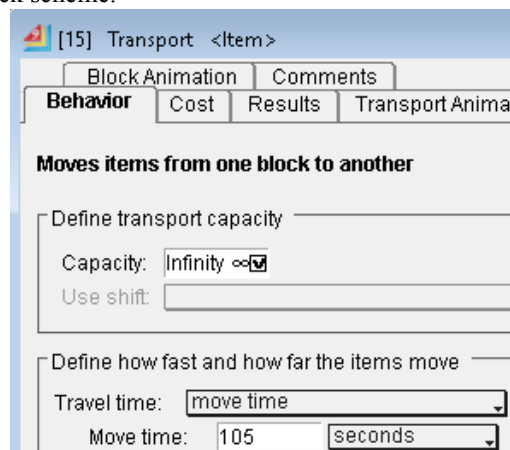 ck scheme.
[15] Transport <Item>
Block Animation Comments
Behavior Cost Results Transport Anima
Moves items from one block to another
Define transport capacity
Capacity: Infinity ∞
Use shift:
Define how fast and how far the items move
Travel time: move time
Move time: 105 seconds